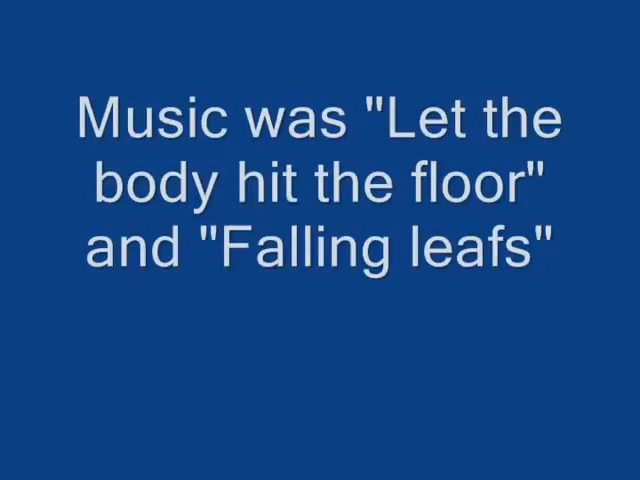 Music was "Let the
body hit the floor"
and "Falling leafs"